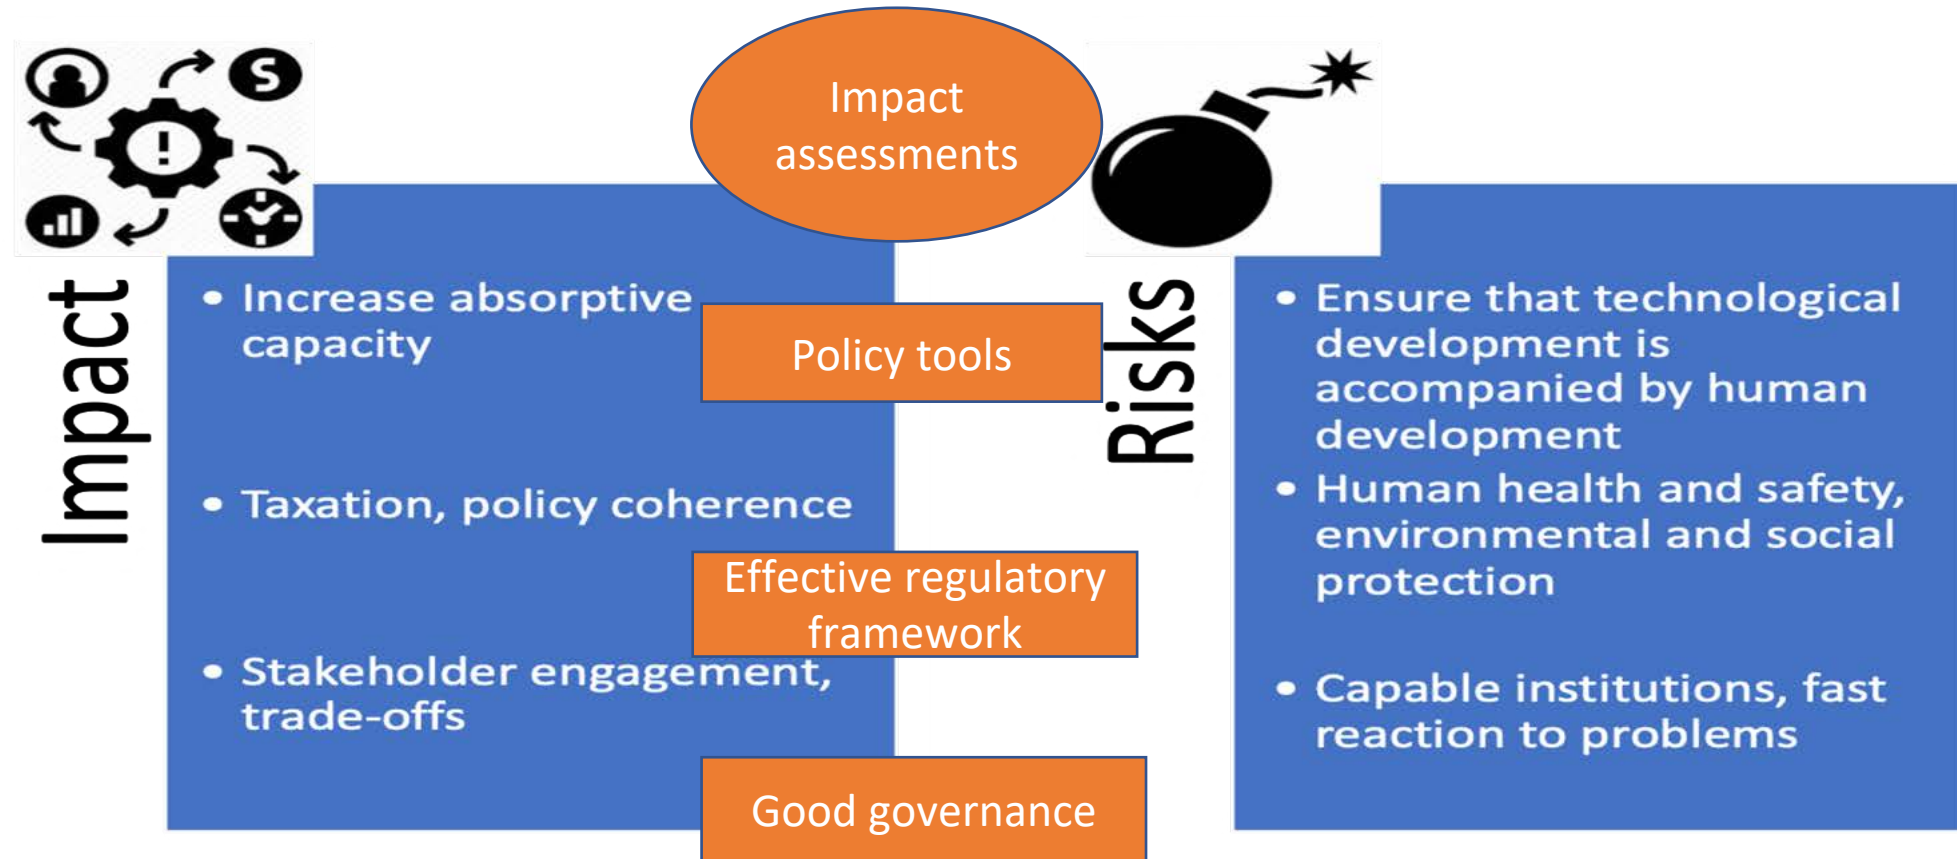 Impact
assessments
Impact
• Increase absorptive
capacity
• Taxation, policy coherence
• Stakeholder engagement,
trade-offs
Policy tools
Effective regulatory
framework
Good governance
Risks
• Ensure that technological
development is
accompanied by human
development
• Human health and safety,
environmental and social
protection
• Capable institutions, fast
reaction to problems